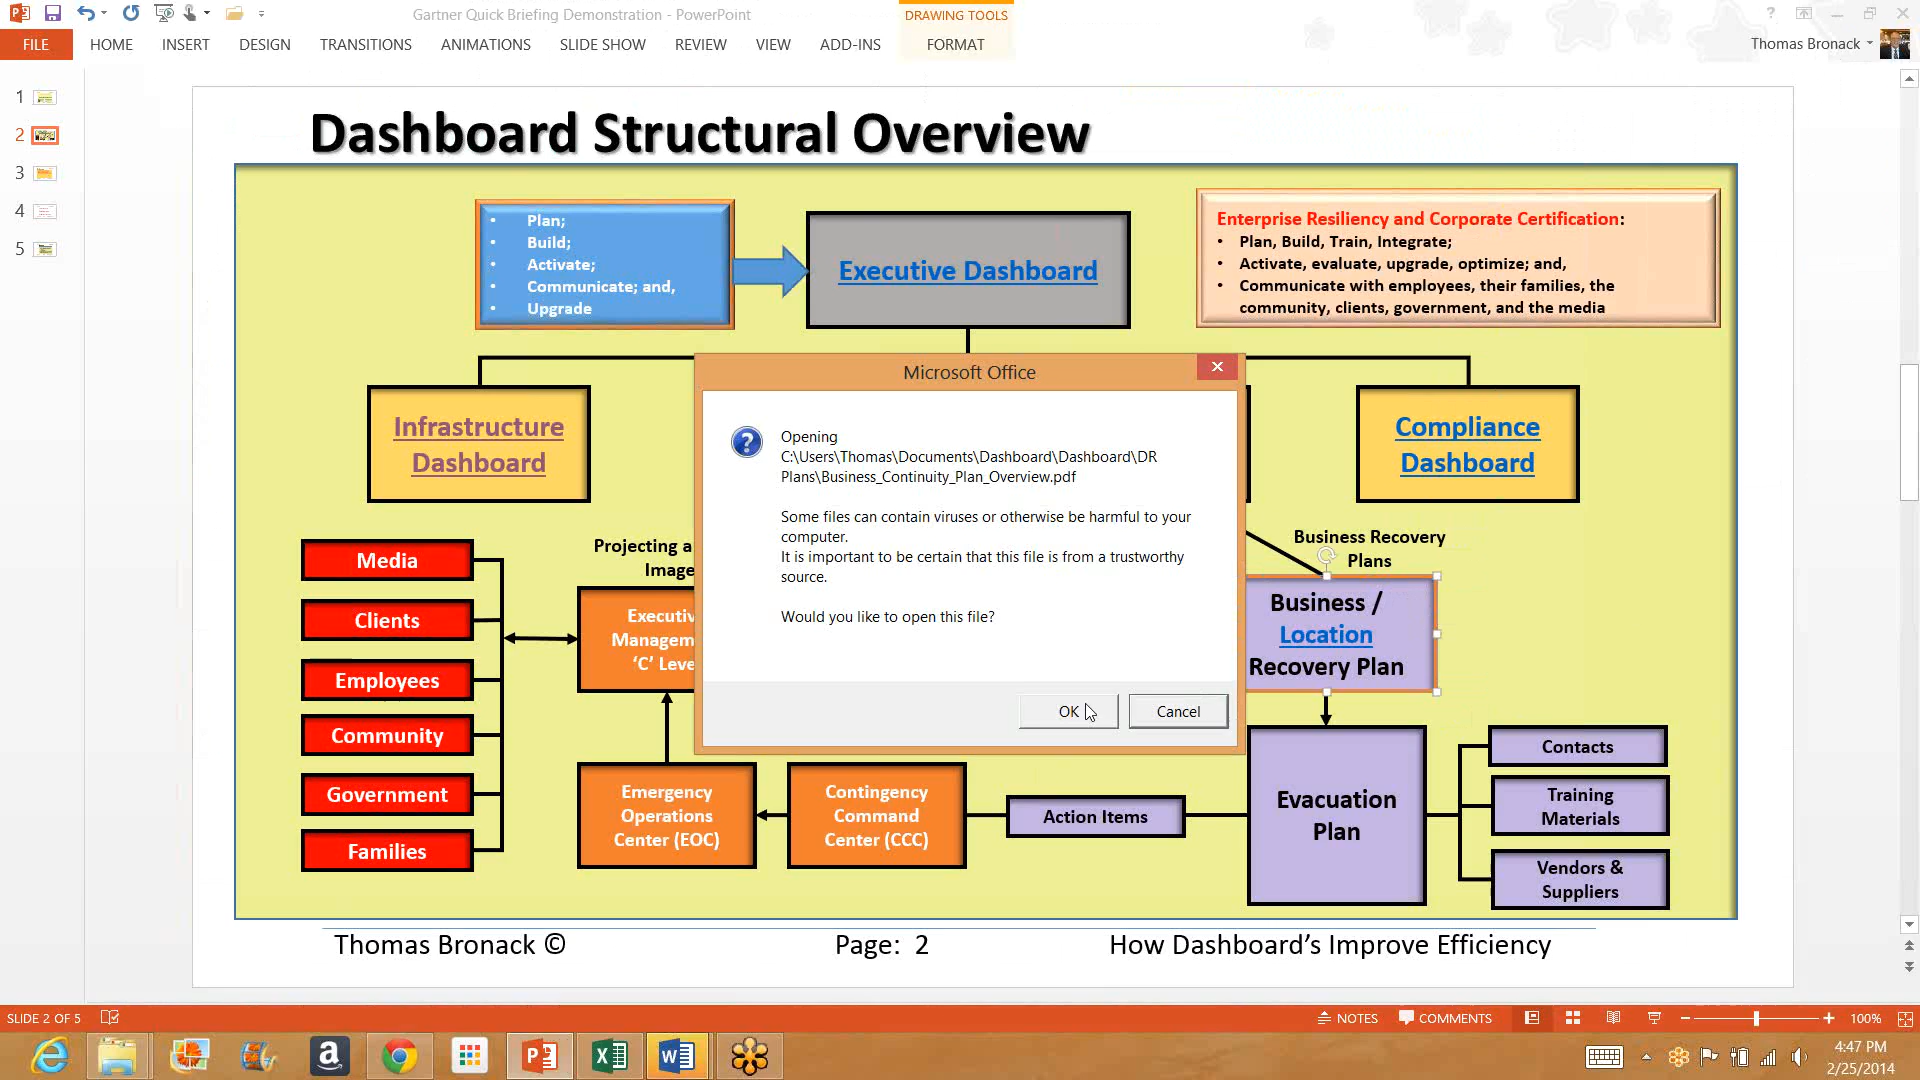 Gartner Quick Briefing Demonstration - PowerPoint
DRAWING TOOLS
?
FILE
HOME
INSERT
DESIGN
TRANSITIONS
ANIMATIONS
SLIDE SHOW
REVIEW
VIEW
ADD-INS
FORMAT
Thomas Bronack
1
2
3
4
5
Dashboard Structural Overview
• Plan;
• Build;
• Activate;
• Communicate; and,
• Upgrade
Executive Dashboard
Enterprise Resiliency and Corporate Certification:
• Plan, Build, Train, Integrate;
• Activate, evaluate, upgrade, optimize; and,
• Communicate with employees, their families, the
community, clients, government, and the media
Infrastructure
Dashboard
Compliance
Dashboard
Microsoft Office
Opening
C:\Users\Thomas\Documents\Dashboard\Dashboard\DR
Plans\Business_Continuity_Plan_Overview.pdf
Some files can contain viruses or otherwise be harmful to your
computer.
It is important to be certain that this file is from a trustworthy
source.
Would you like to open this file?
OK
Cancel
Media
Clients
Employees
Community
Government
Families
Projecting a
Image
Executiv
Managem
‘C’ Leve
Business Recovery
Plans
Business /
Location
Recovery Plan
Emergency
Operations
Center (EOC)
Contingency
Command
Center (CCC)
Action Items
Evacuation
Plan
Contacts
Training
Materials
Vendors &
Suppliers
Thomas Bronack ©
Page: 2
How Dashboard’s Improve Efficiency
SLIDE 2 OF 5
NOTES
COMMENTS
100%
4:47 PM
2/25/2014